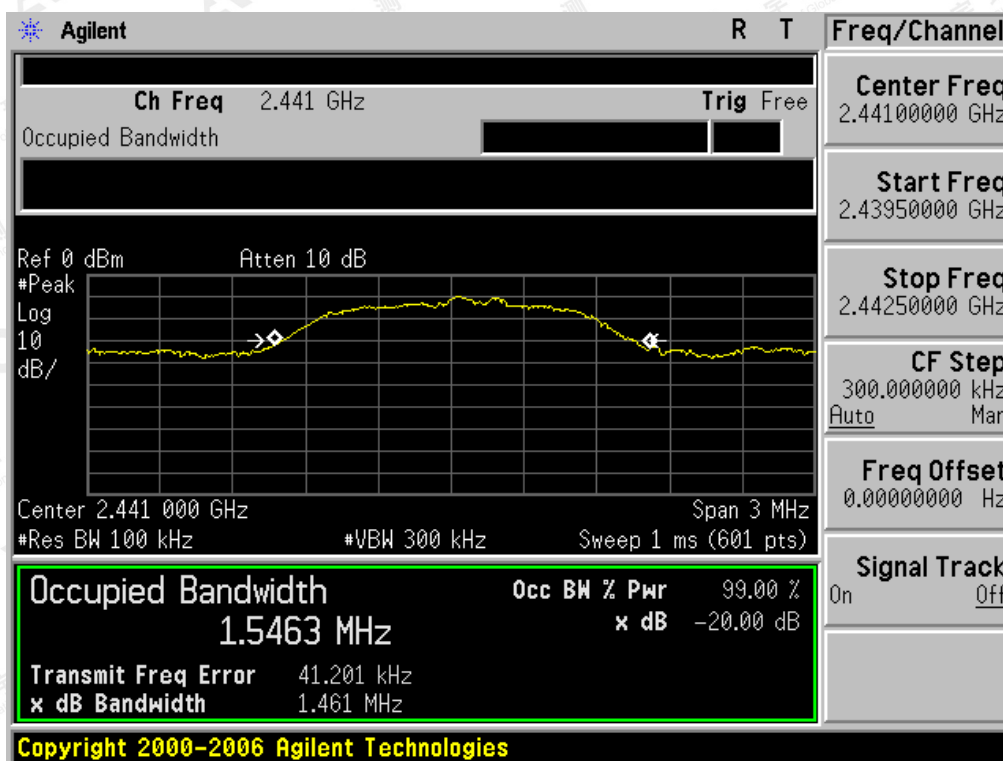 Agilent R T Freq/Channel
Ch Freq 2.441 GHz Trig Free
Occupied Bandwidth
Center Freq
2.44100000 GHz
Start Freq
2.43950000 GHz
Stop Freq
2.44250000 GHz
CF Step
300.000000 kHz
Auto Man
Freq Offset
0.00000000 Hz
Signal Track
On Off
Ref 0 dBm Atten 10 dB
#Peak
Log
10
dB/
Center 2.441 000 GHz Span 3 MHz
#Res BW 100 kHz #VBW 300 kHz Sweep 1 ms (601 pts)
Occupied Bandwidth Occ BW % Pwr 99.00 %
1.5463 MHz x dB -20.00 dB
Transmit Freq Error 41.201 kHz
x dB Bandwidth 1.461 MHz
Copyright 2000-2006 Agilent Technologies